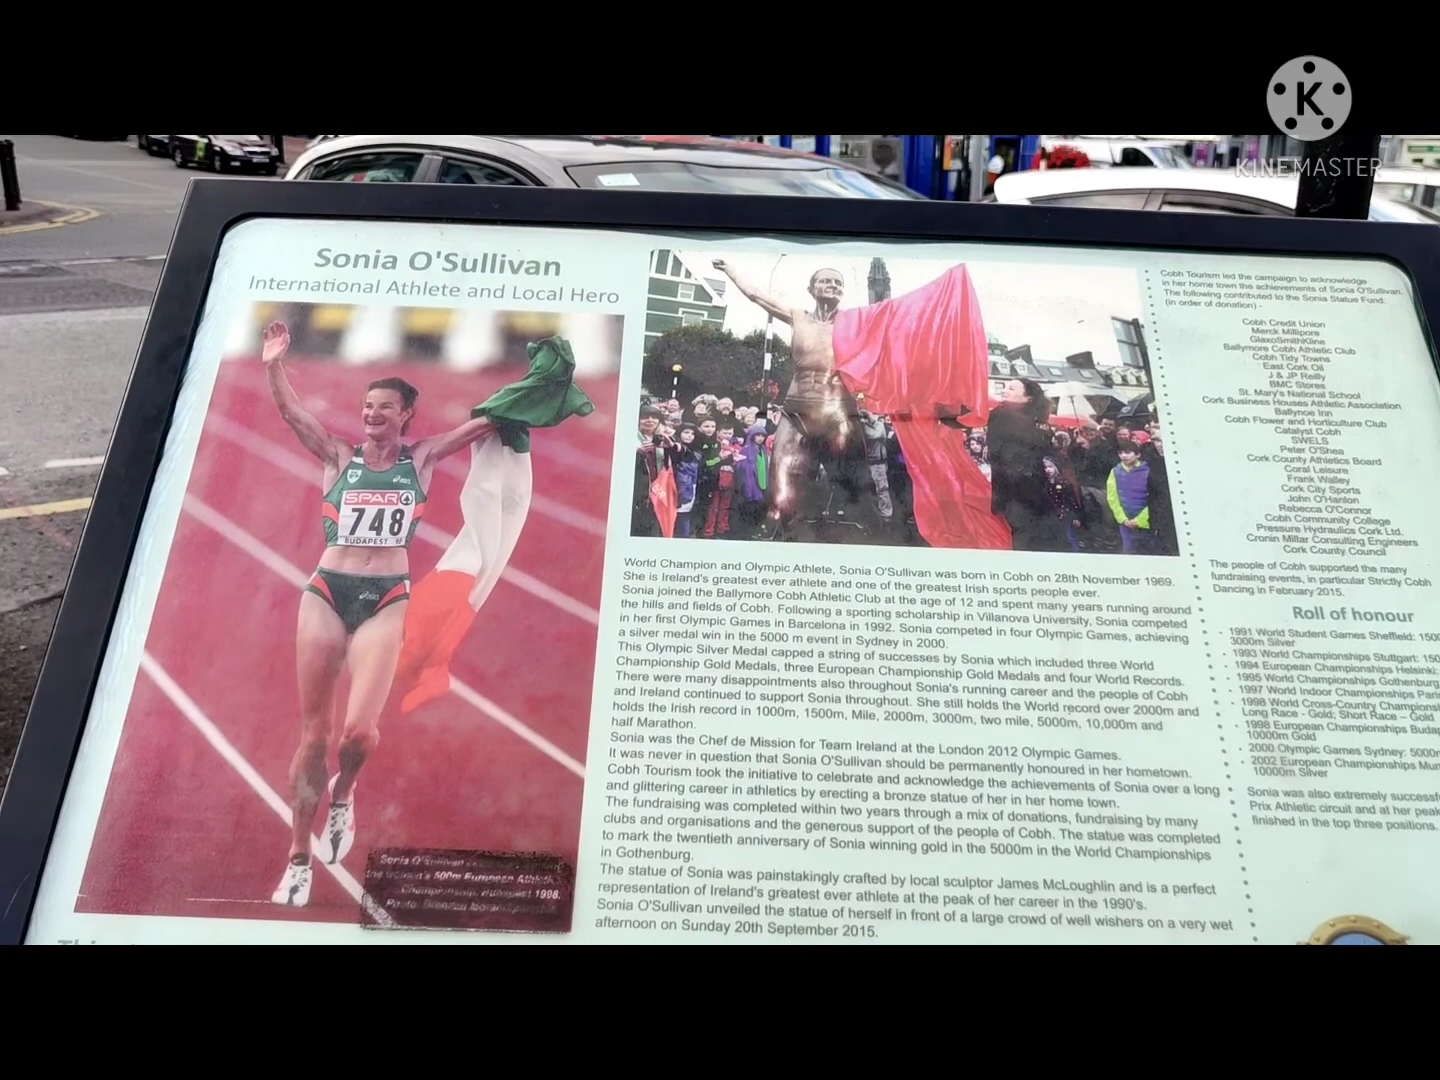 KINEMASTER
Sonia O'Sullivan
International Athlete and Local Hero
SPAR
748
BUDAPEST
World Champion and Olympic Athlete, Sonia O'Sullivan was born in Cobh on 28th November 1969.
She is Ireland's greatest ever athlete and one of the greatest Irish sports people ever.
Sonia joined the Ballymore Cobh Athletic Club at the age of 12 and spent many years running around
the hills and fields of Cobh. Following a sporting scholarship in Villanova University, Sonia competed
in her first Olympic Games in Barcelona in 1992. Sonia competed in four Olympic Games, achieving
a silver medal win in the 5000 m event in Sydney in 2000.
This Olympic Silver Medal capped a string of successes by Sonia which included three World
Championship Gold Medals, three European Championship Gold Medals and four World Records.
There were many disappointments also throughout Sonia's running career and the people of Cobh
and Ireland continued to support Sonia throughout. She still holds the World record over 2000m and
holds the Irish record in 1000m, 1500m, Mile, 2000m, 3000m, two mile, 5000m, 10,000m and
half Marathon.
Sonia was the Chef de Mission for Team Ireland at the London 2012 Olympic Games.
It was never in question that Sonia O'Sullivan should be permanently honoured in her hometown.
Cobh Tourism took the initiative to celebrate and acknowledge the achievements of Sonia over a long
and glittering career in athletics by erecting a bronze statue of her in her home town.
The fundraising was completed within two years through a mix of donations, fundraising by many
clubs and organisations and the generous support of the people of Cobh. The statue was completed
to mark the twentieth anniversary of Sonia winning gold in the 5000m in the World Championships
in Gothenburg.
The statue of Sonia was painstakingly crafted by local sculptor James McLoughlin and is a perfect
representation of Ireland's greatest ever athlete at the peak of her career in the 1990's.
Sonia O'Sullivan unveiled the statue of herself in front of a large crowd of well wishers on a very wet
afternoon on Sunday 20th September 2015.
Sonia O'Sullivan
the women's 500m European Athletic
Championship, Budapest 1998.
Photo: Brendan
Cobh Tourism led the campaign to acknowledge
in her home town the achievements of Sonia O'Sullivan.
The following contributed to the Sonia Statue Fund:
(in order of donation) -
Cobh Credit Union
Merck Millipore
GlaxoSmithKline
Ballymore Cobh Athletic Club
Cobh Tidy Towns
East Cork Oil
J & JP Reilly
BMC Stores
St. Mary's National School
Cork Business Houses Athletic Association
Ballynoe Inn
Cobh Flower and Horticulture Club
Catalyst Cobh
SWELS
Peter O'Shea
Cork County Athletics Board
Coral Leisure
Frank Walley
Cork City Sports
John O'Hanlon
Rebecca O'Connor
Cobh Community College
Pressure Hydraulics Cork Ltd.
Cronin Millar Consulting Engineers
Cork County Council
The people of Cobh supported the many
fundraising events, in particular Strictly Cobh
Dancing in February 2015.
Roll of honour
- 1991 World Student Games Sheffield: 150
3000m Silver
- 1993 World Championships Stuttgart: 150
- 1994 European Championships Helsinki:
- 1995 World Championships Gothenburg
- 1997 World Indoor Championships Paris
- 1998 World Cross-Country Champions
Long Race - Gold; Short Race – Gold
- 1998 European Championships Budap
10000m Gold
- 2000 Olympic Games Sydney: 5000m
- 2002 European Championships Mun
10000m Silver
Sonia was also extremely successf
Prix Athletic circuit and at her peak
finished in the top three positions.